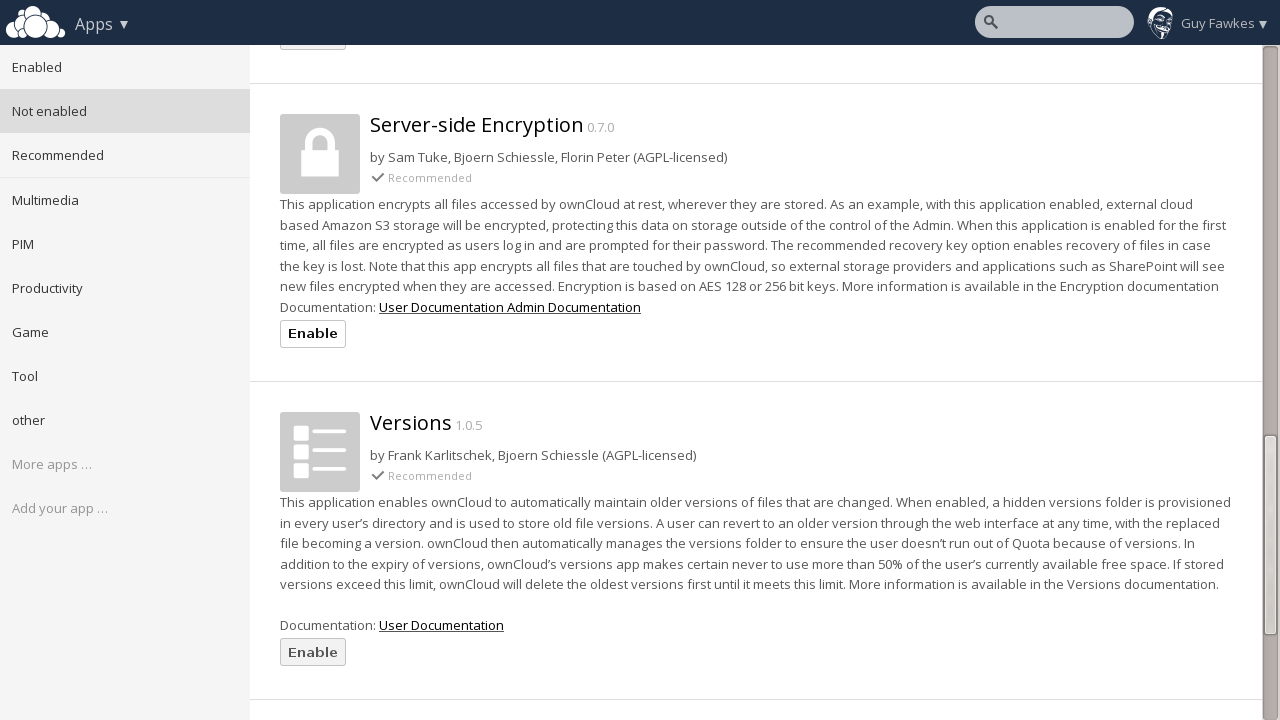 Apps ▼
Guy Fawkes ▼
Enabled
Not enabled
Recommended
Multimedia
PIM
Productivity
Game
Tool
other
More apps …
Add your app …
Server-side Encryption 0.7.0
by Sam Tuke, Bjoern Schiessle, Florin Peter (AGPL-licensed)
Recommended
This application encrypts all files accessed by ownCloud at rest, wherever they are stored. As an example, with this application enabled, external cloud
based Amazon S3 storage will be encrypted, protecting this data on storage outside of the control of the Admin. When this application is enabled for the first
time, all files are encrypted as users log in and are prompted for their password. The recommended recovery key option enables recovery of files in case
the key is lost. Note that this app encrypts all files that are touched by ownCloud, so external storage providers and applications such as SharePoint will see
new files encrypted when they are accessed. Encryption is based on AES 128 or 256 bit keys. More information is available in the Encryption documentation
Documentation: User Documentation Admin Documentation
Enable
Versions 1.0.5
by Frank Karlitschek, Bjoern Schiessle (AGPL-licensed)
Recommended
This application enables ownCloud to automatically maintain older versions of files that are changed. When enabled, a hidden versions folder is provisioned
in every user’s directory and is used to store old file versions. A user can revert to an older version through the web interface at any time, with the replaced
file becoming a version. ownCloud then automatically manages the versions folder to ensure the user doesn’t run out of Quota because of versions. In
addition to the expiry of versions, ownCloud’s versions app makes certain never to use more than 50% of the user’s currently available free space. If stored
versions exceed this limit, ownCloud will delete the oldest versions first until it meets this limit. More information is available in the Versions documentation.
Documentation: User Documentation
Enable